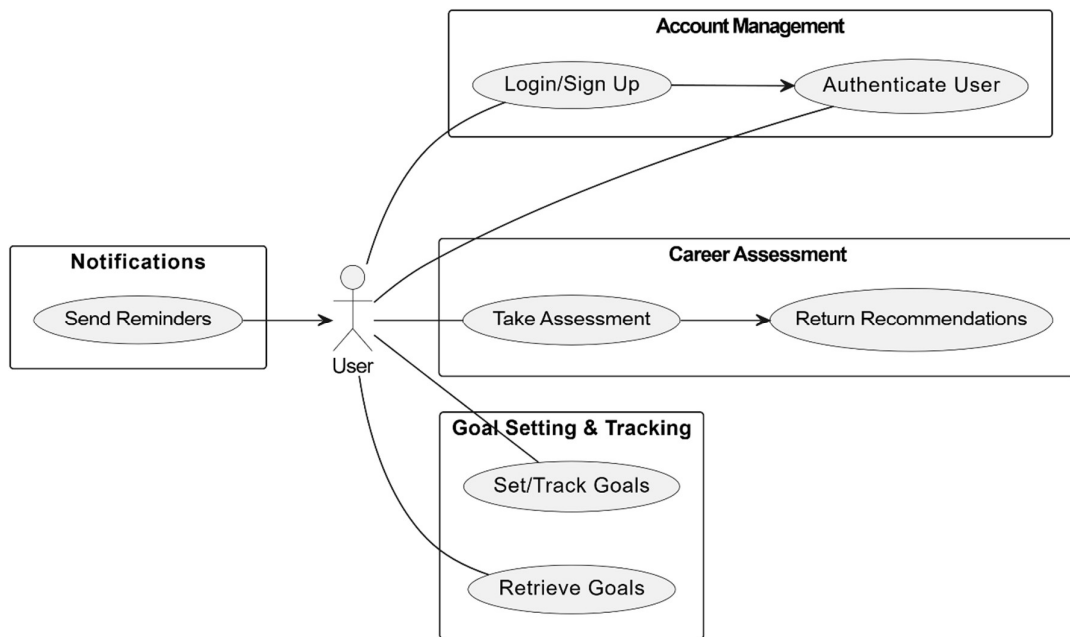 Account Management
Login/Sign Up
Authenticate User
Notifications
Send Reminders
User
Career Assessment
Take Assessment
Return Recommendations
Goal Setting & Tracking
Set/Track Goals
Retrieve Goals